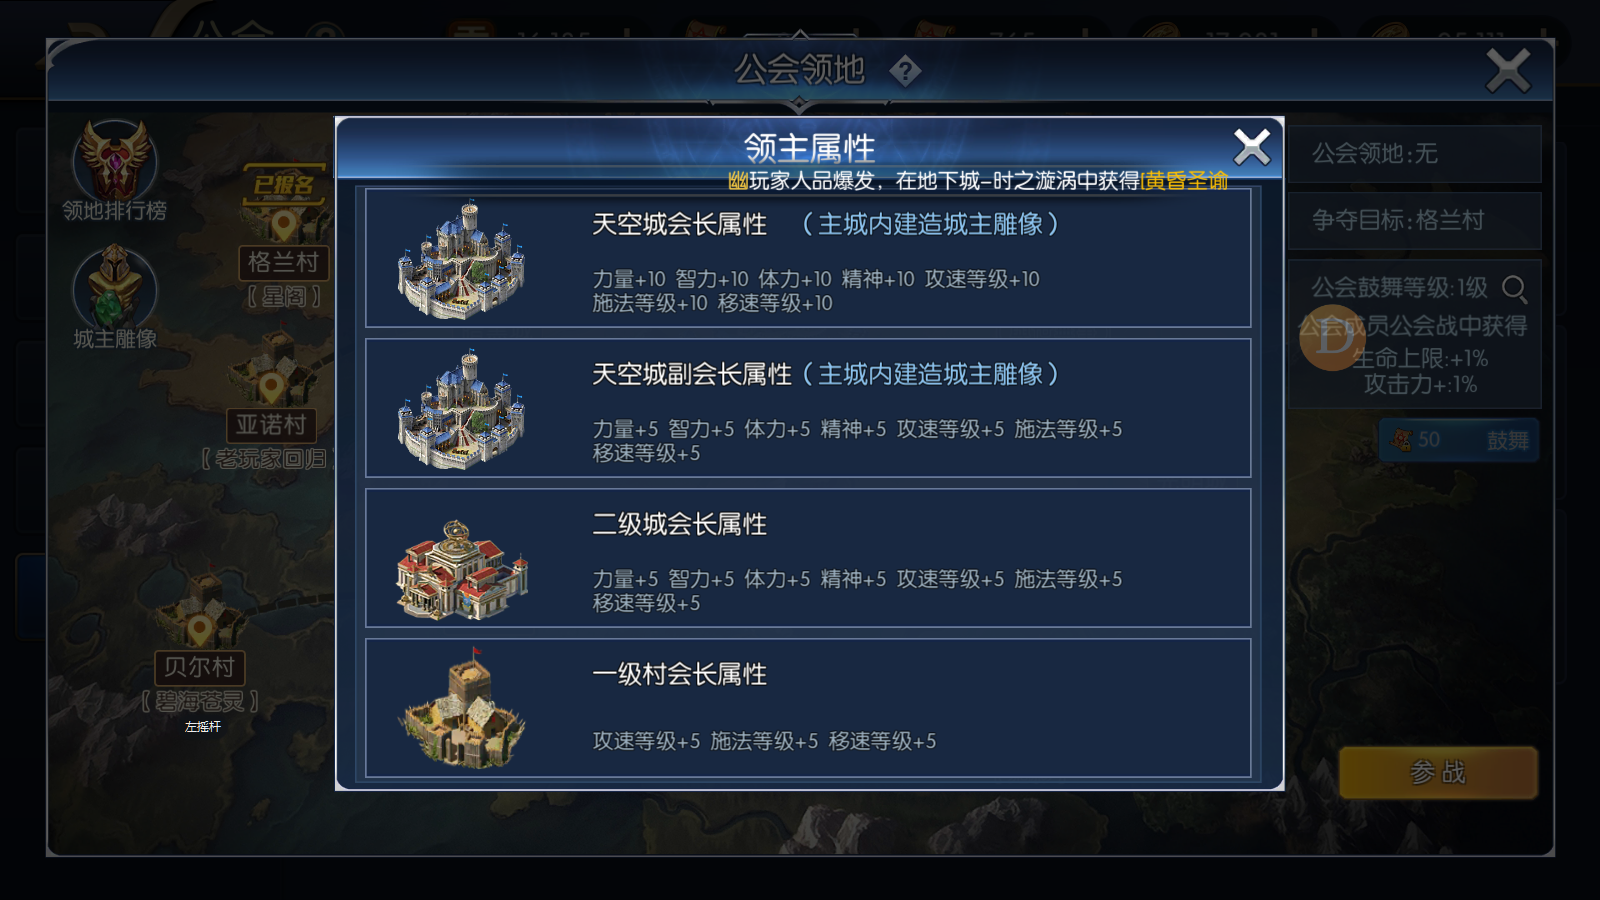 公会领地 ?
领主属性
幽玩家人品爆发，在地下城-时之漩涡中获得[黄昏圣谕
天空城会长属性 （主城内建造城主雕像）
力量+10 智力+10 体力+10 精神+10 攻速等级+10
施法等级+10 移速等级+10
天空城副会长属性（主城内建造城主雕像）
力量+5 智力+5 体力+5 精神+5 攻速等级+5 施法等级+5
移速等级+5
二级城会长属性
力量+5 智力+5 体力+5 精神+5 攻速等级+5 施法等级+5
移速等级+5
一级村会长属性
攻速等级+5 施法等级+5 移速等级+5
领地排行榜
城主雕像
已报名
格兰村
【星阁】
亚诺村
【老玩家回归
贝尔村
【碧海苍灵】
左摇杆
公会领地:无
争夺目标:格兰村
公会鼓舞等级:1级
公会成员公会战中获得
D
生命上限:+1%
攻击力+:1%
50 鼓舞
参战